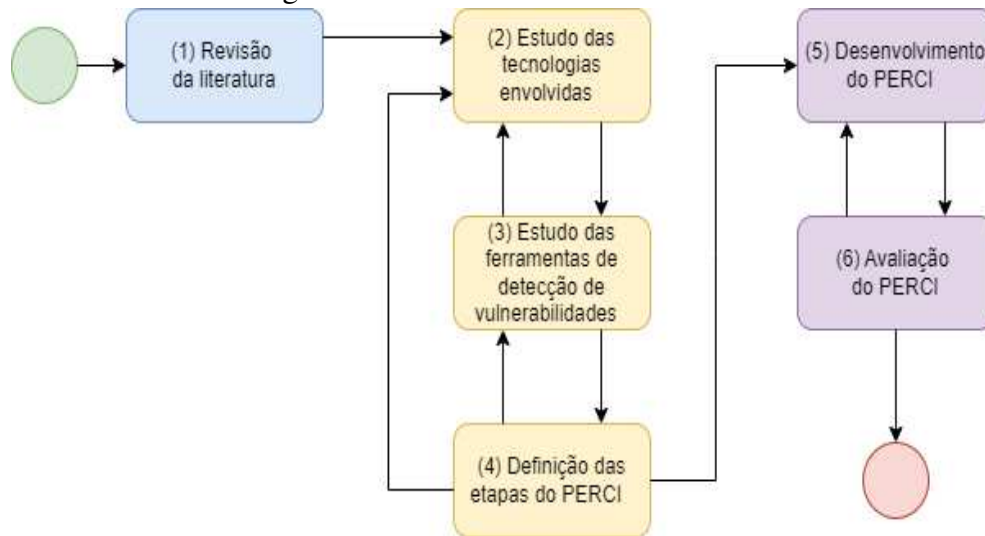 (1) Revisão
da literatura
(2) Estudo das
tecnologias
envolvidas
(3) Estudo das
ferramentas de
detecção de
vulnerabilidades
(4) Definição das
etapas do PERCI
(5) Desenvolvimento
do PERCI
(6) Avaliação
do PERCI